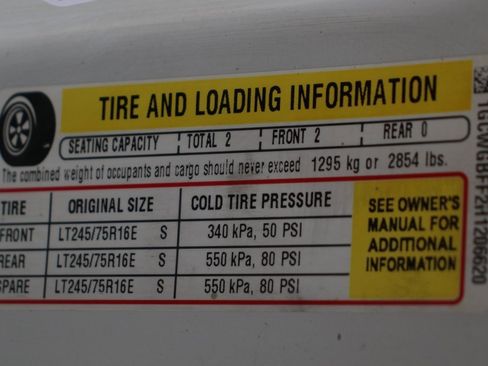 TIRE AND LOADING INFORMATION
SEATING CAPACITY TOTAL 2 FRONT 2 REAR 0
The combined weight of occupants and cargo should never exceed 1295 kg or 2854 lbs.
TIRE ORIGINAL SIZE COLD TIRE PRESSURE
FRONT LT245/75R16E S 340 kPa, 50 PSI
REAR LT245/75R16E S 550 kPa, 80 PSI
SPARE LT245/75R16E S 550 kPa, 80 PSI
SEE OWNER'S
MANUAL FOR
ADDITIONAL
INFORMATION